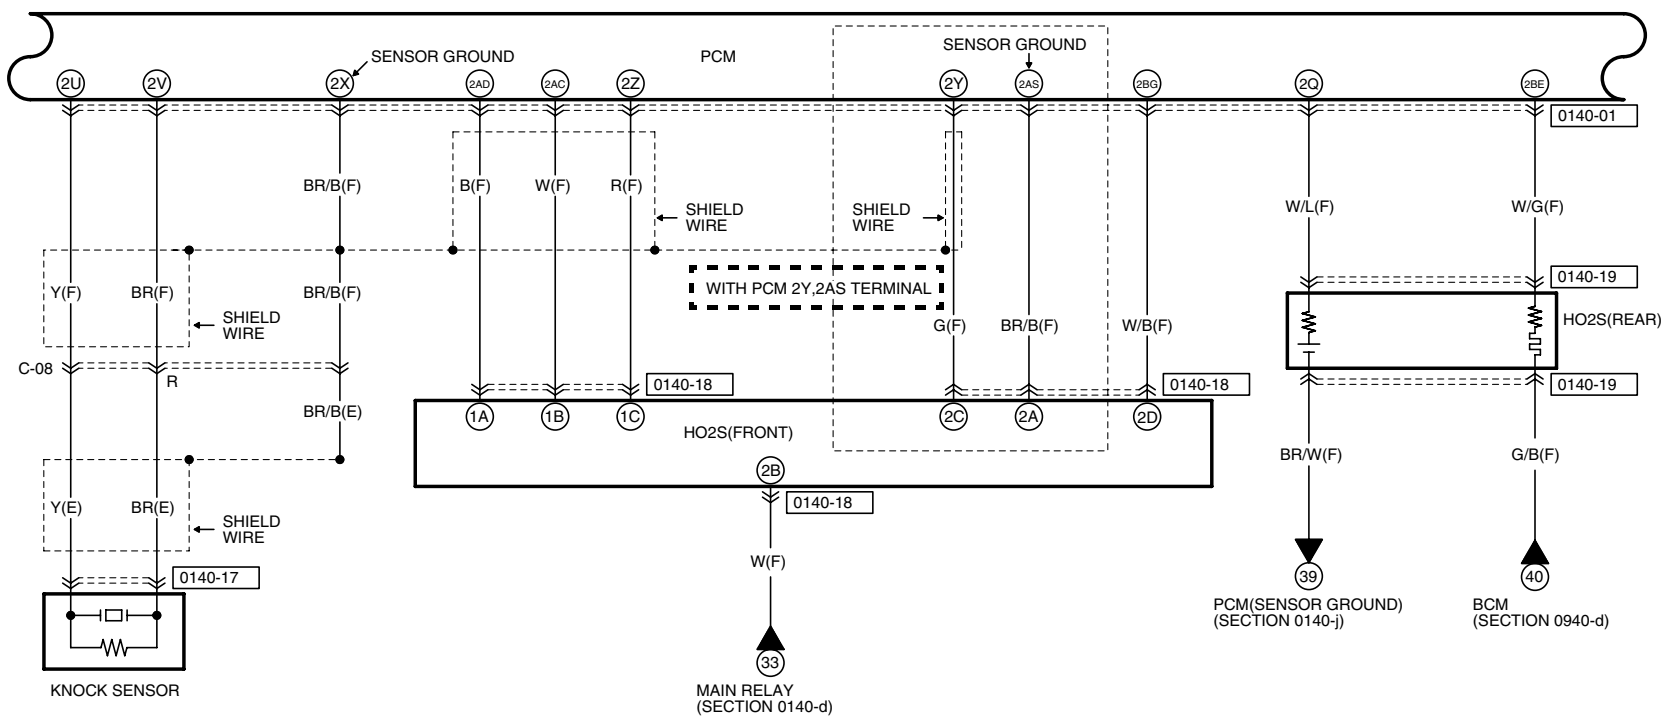 SENSOR GROUND
PCM
SENSOR GROUND
2U
2V
2X
2AD
2AC
2Z
2Y
2AS
2BG
2Q
2BE
0140-01
BR/B(F)
B(F)
W(F)
R(F)
SHIELD
WIRE
SHIELD
WIRE
W/L(F)
W/G(F)
Y(F)
BR(F)
BR/B(F)
WITH PCM 2Y,2AS TERMINAL
0140-19
SHIELD
WIRE
G(F)
BR/B(F)
W/B(F)
HO2S(REAR)
C-08
R
0140-18
0140-18
0140-19
BR/B(E)
1A
1B
1C
2C
2A
2D
HO2S(FRONT)
BR/W(F)
G/B(F)
2B
0140-18
Y(E)
BR(E)
SHIELD
WIRE
W(F)
0140-17
39
40
PCM(SENSOR GROUND)
(SECTION 0140-j)
BCM
(SECTION 0940-d)
33
KNOCK SENSOR
MAIN RELAY
(SECTION 0140-d)